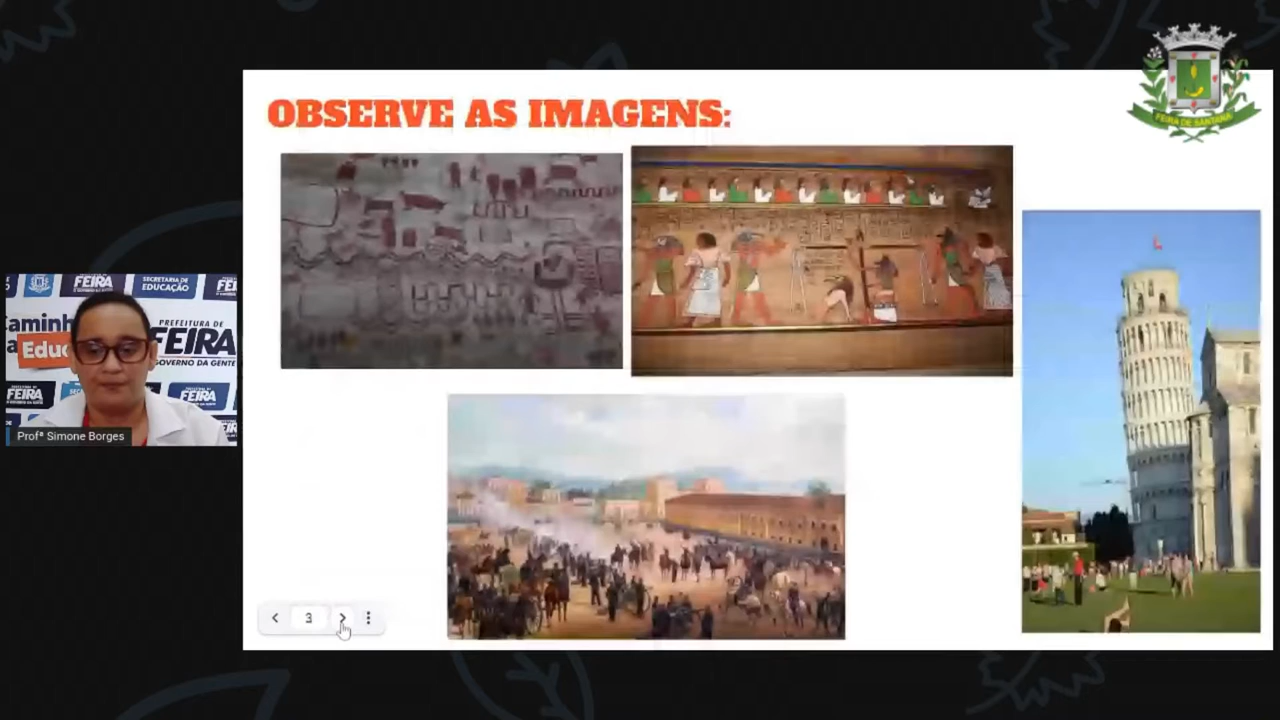 OBSERVE AS IMAGENS:
FEIRA DE SANTANA
FEIRA
SECRETARIA DE
EDUCAÇÃO
FEI
Caminh
Educ
PREFEITURA DE
FEIRA
GOVERNO DA GENTE
FEIRA
FEIRA
Profª Simone Borges
3